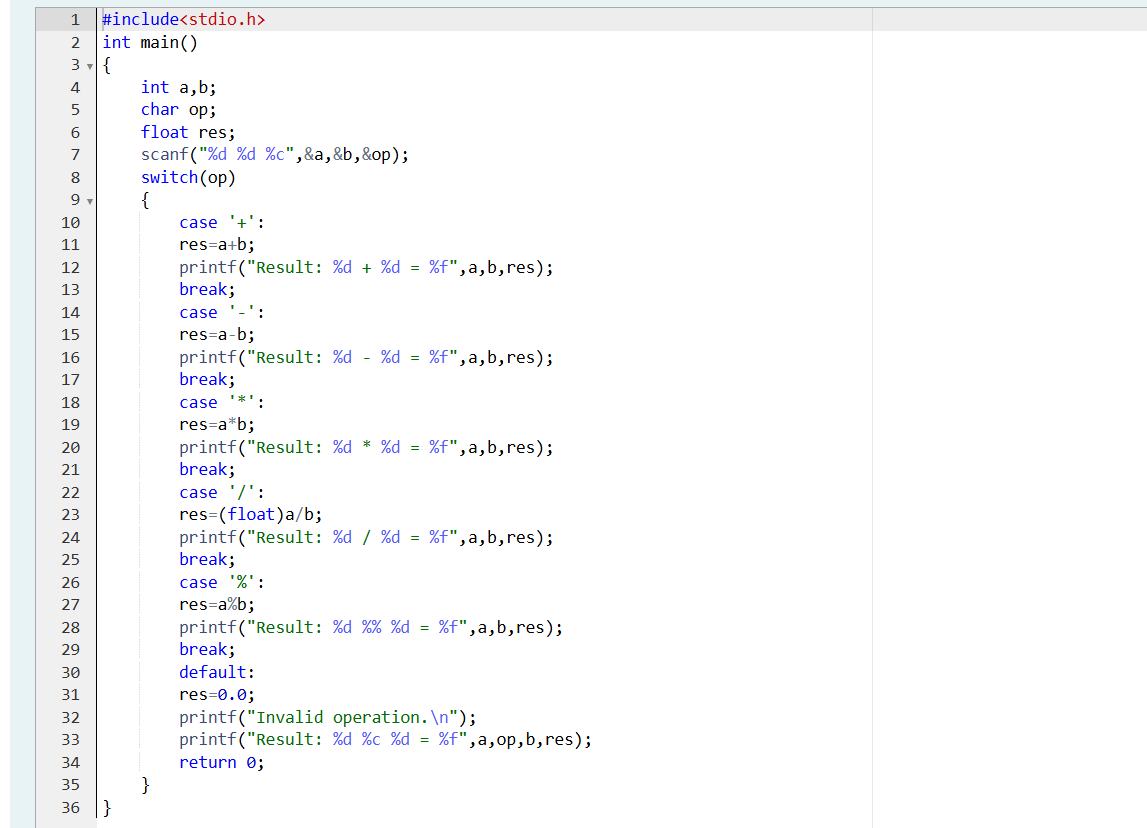 1 #include<stdio.h>
2 int main()
3 {
4     int a,b;
5     char op;
6     float res;
7     scanf("%d %d %c",&a,&b,&op);
8     switch(op)
9     {
10         case '+':
11         res=a+b;
12         printf("Result: %d + %d = %f",a,b,res);
13         break;
14         case '-':
15         res=a-b;
16         printf("Result: %d - %d = %f",a,b,res);
17         break;
18         case '*':
19         res=a*b;
20         printf("Result: %d * %d = %f",a,b,res);
21         break;
22         case '/':
23         res=(float)a/b;
24         printf("Result: %d / %d = %f",a,b,res);
25         break;
26         case '%':
27         res=a%b;
28         printf("Result: %d %% %d = %f",a,b,res);
29         break;
30         default:
31         res=0.0;
32         printf("Invalid operation.\n");
33         printf("Result: %d %c %d = %f",a,op,b,res);
34         return 0;
35     }
36 }